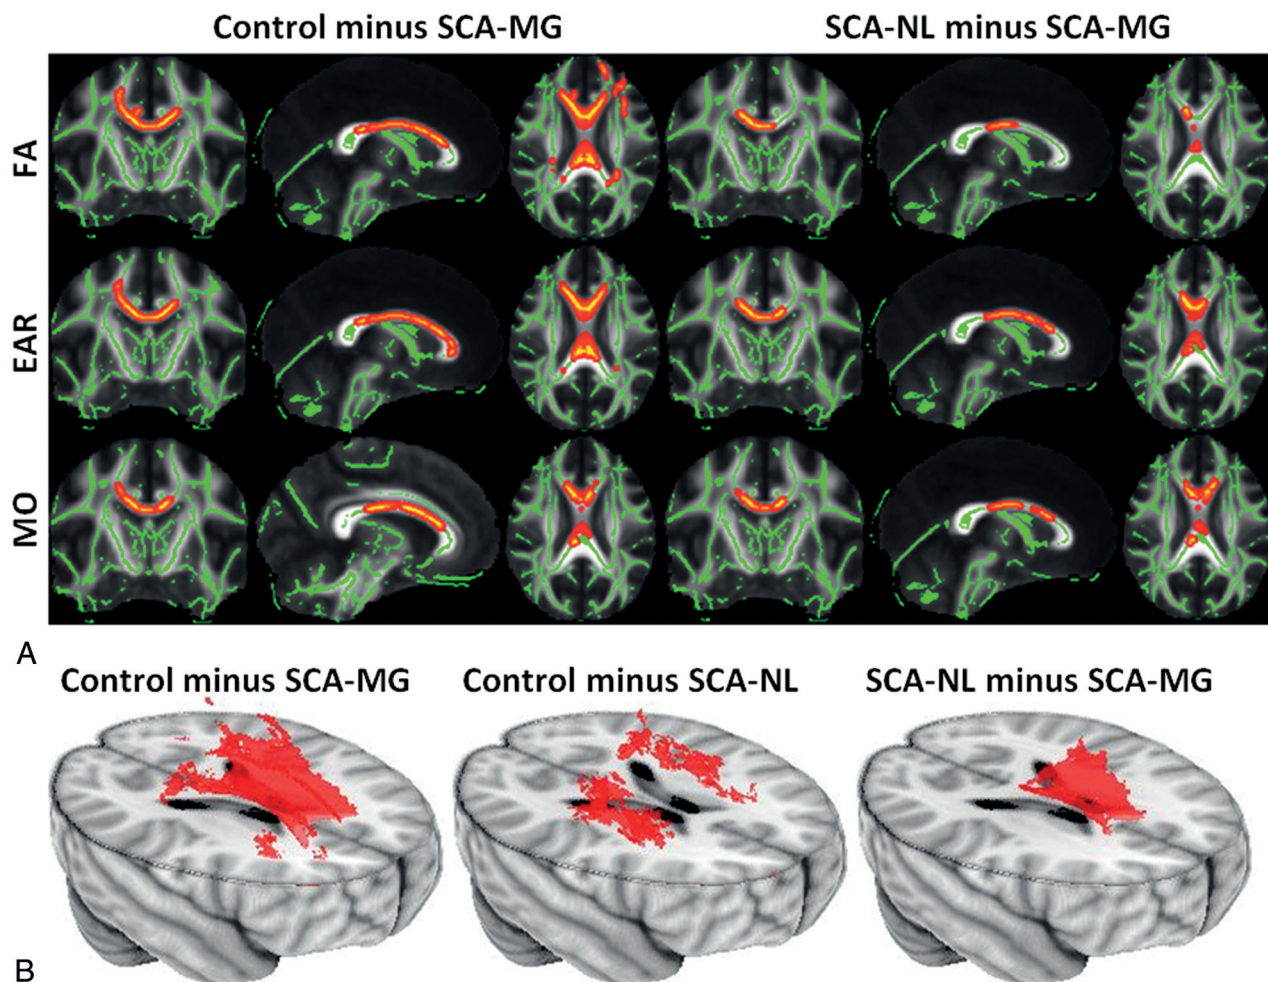 Control minus SCA-MG
SCA-NL minus SCA-MG
FA
EAR
MO
A
Control minus SCA-MG
Control minus SCA-NL
SCA-NL minus SCA-MG
B